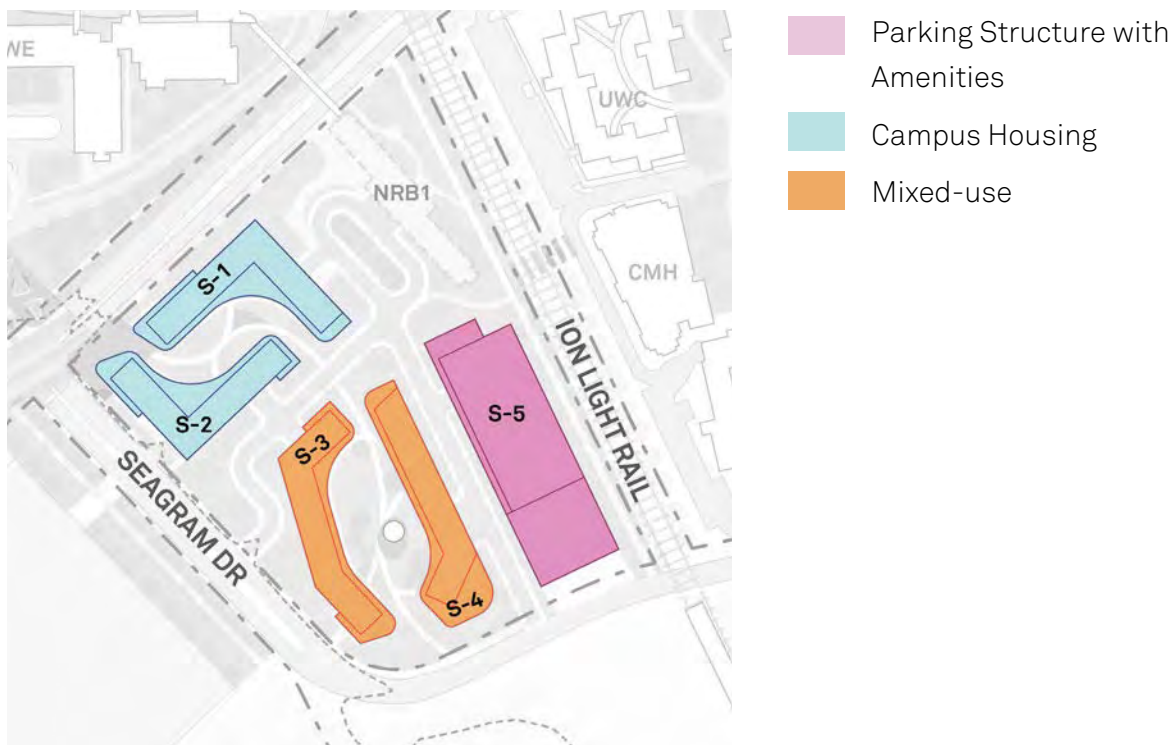 WE
UWC
NRB1
CMH
S-1
S-2
S-3
S-4
S-5
ION LIGHT RAIL
SEAGRAM DR
Parking Structure with
Amenities
Campus Housing
Mixed-use